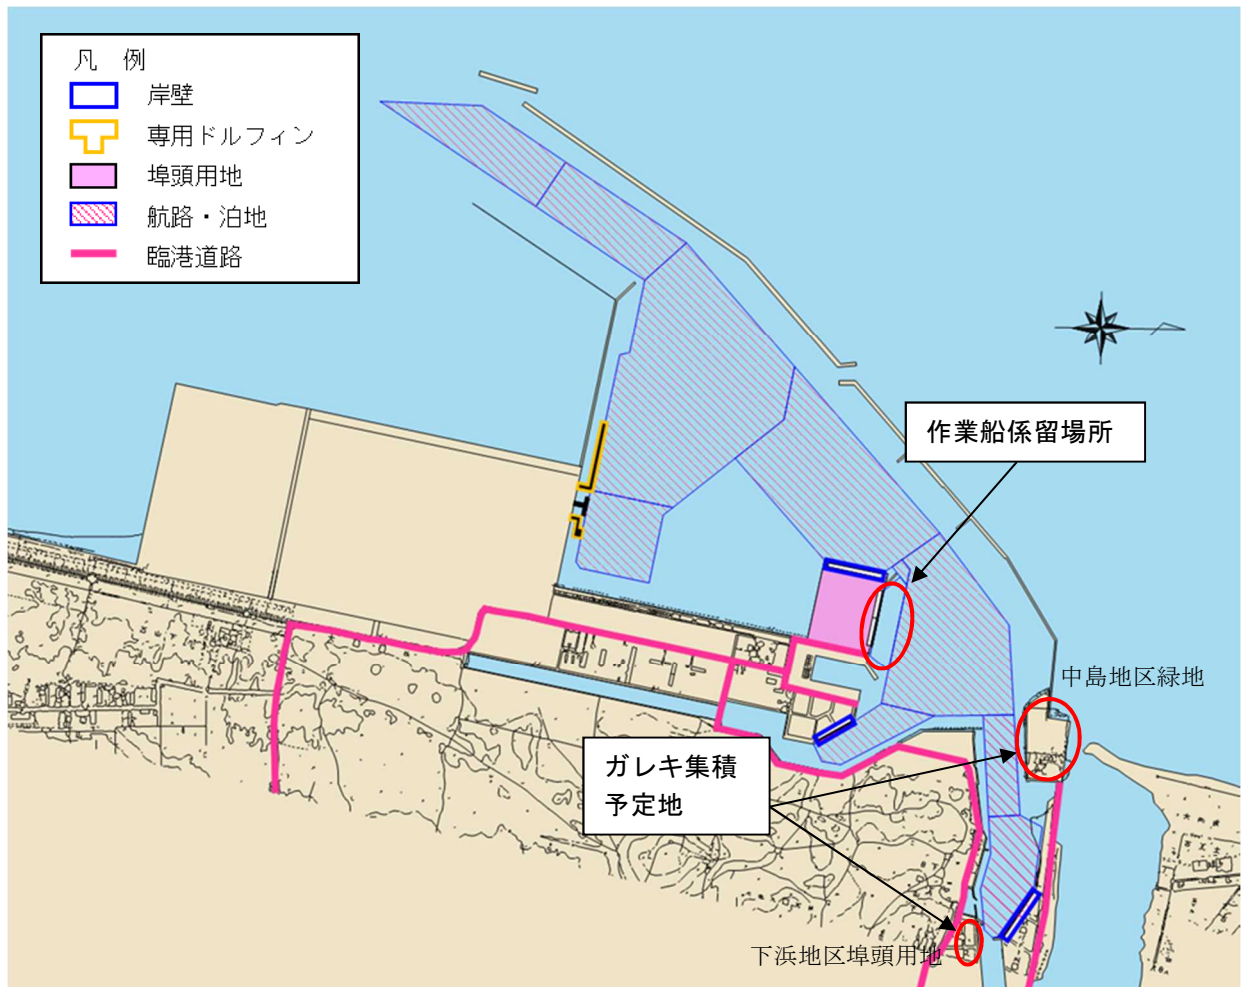 凡 例
岸壁
専用ドルフィン
埠頭用地
航路・泊地
臨港道路
作業船係留場所
中島地区緑地
ガレキ集積
予定地
下浜地区埠頭用地